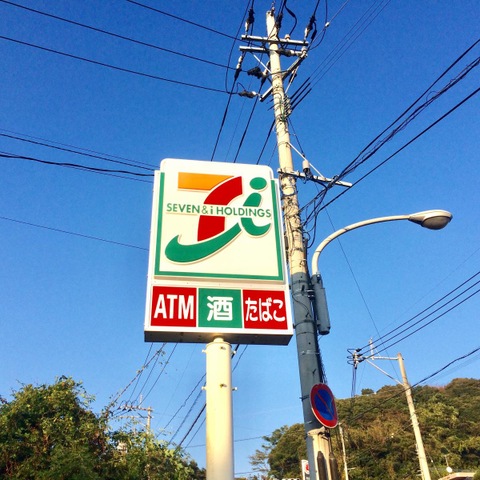 SEVEN & i HOLDINGS
ATM 酒 たばこ